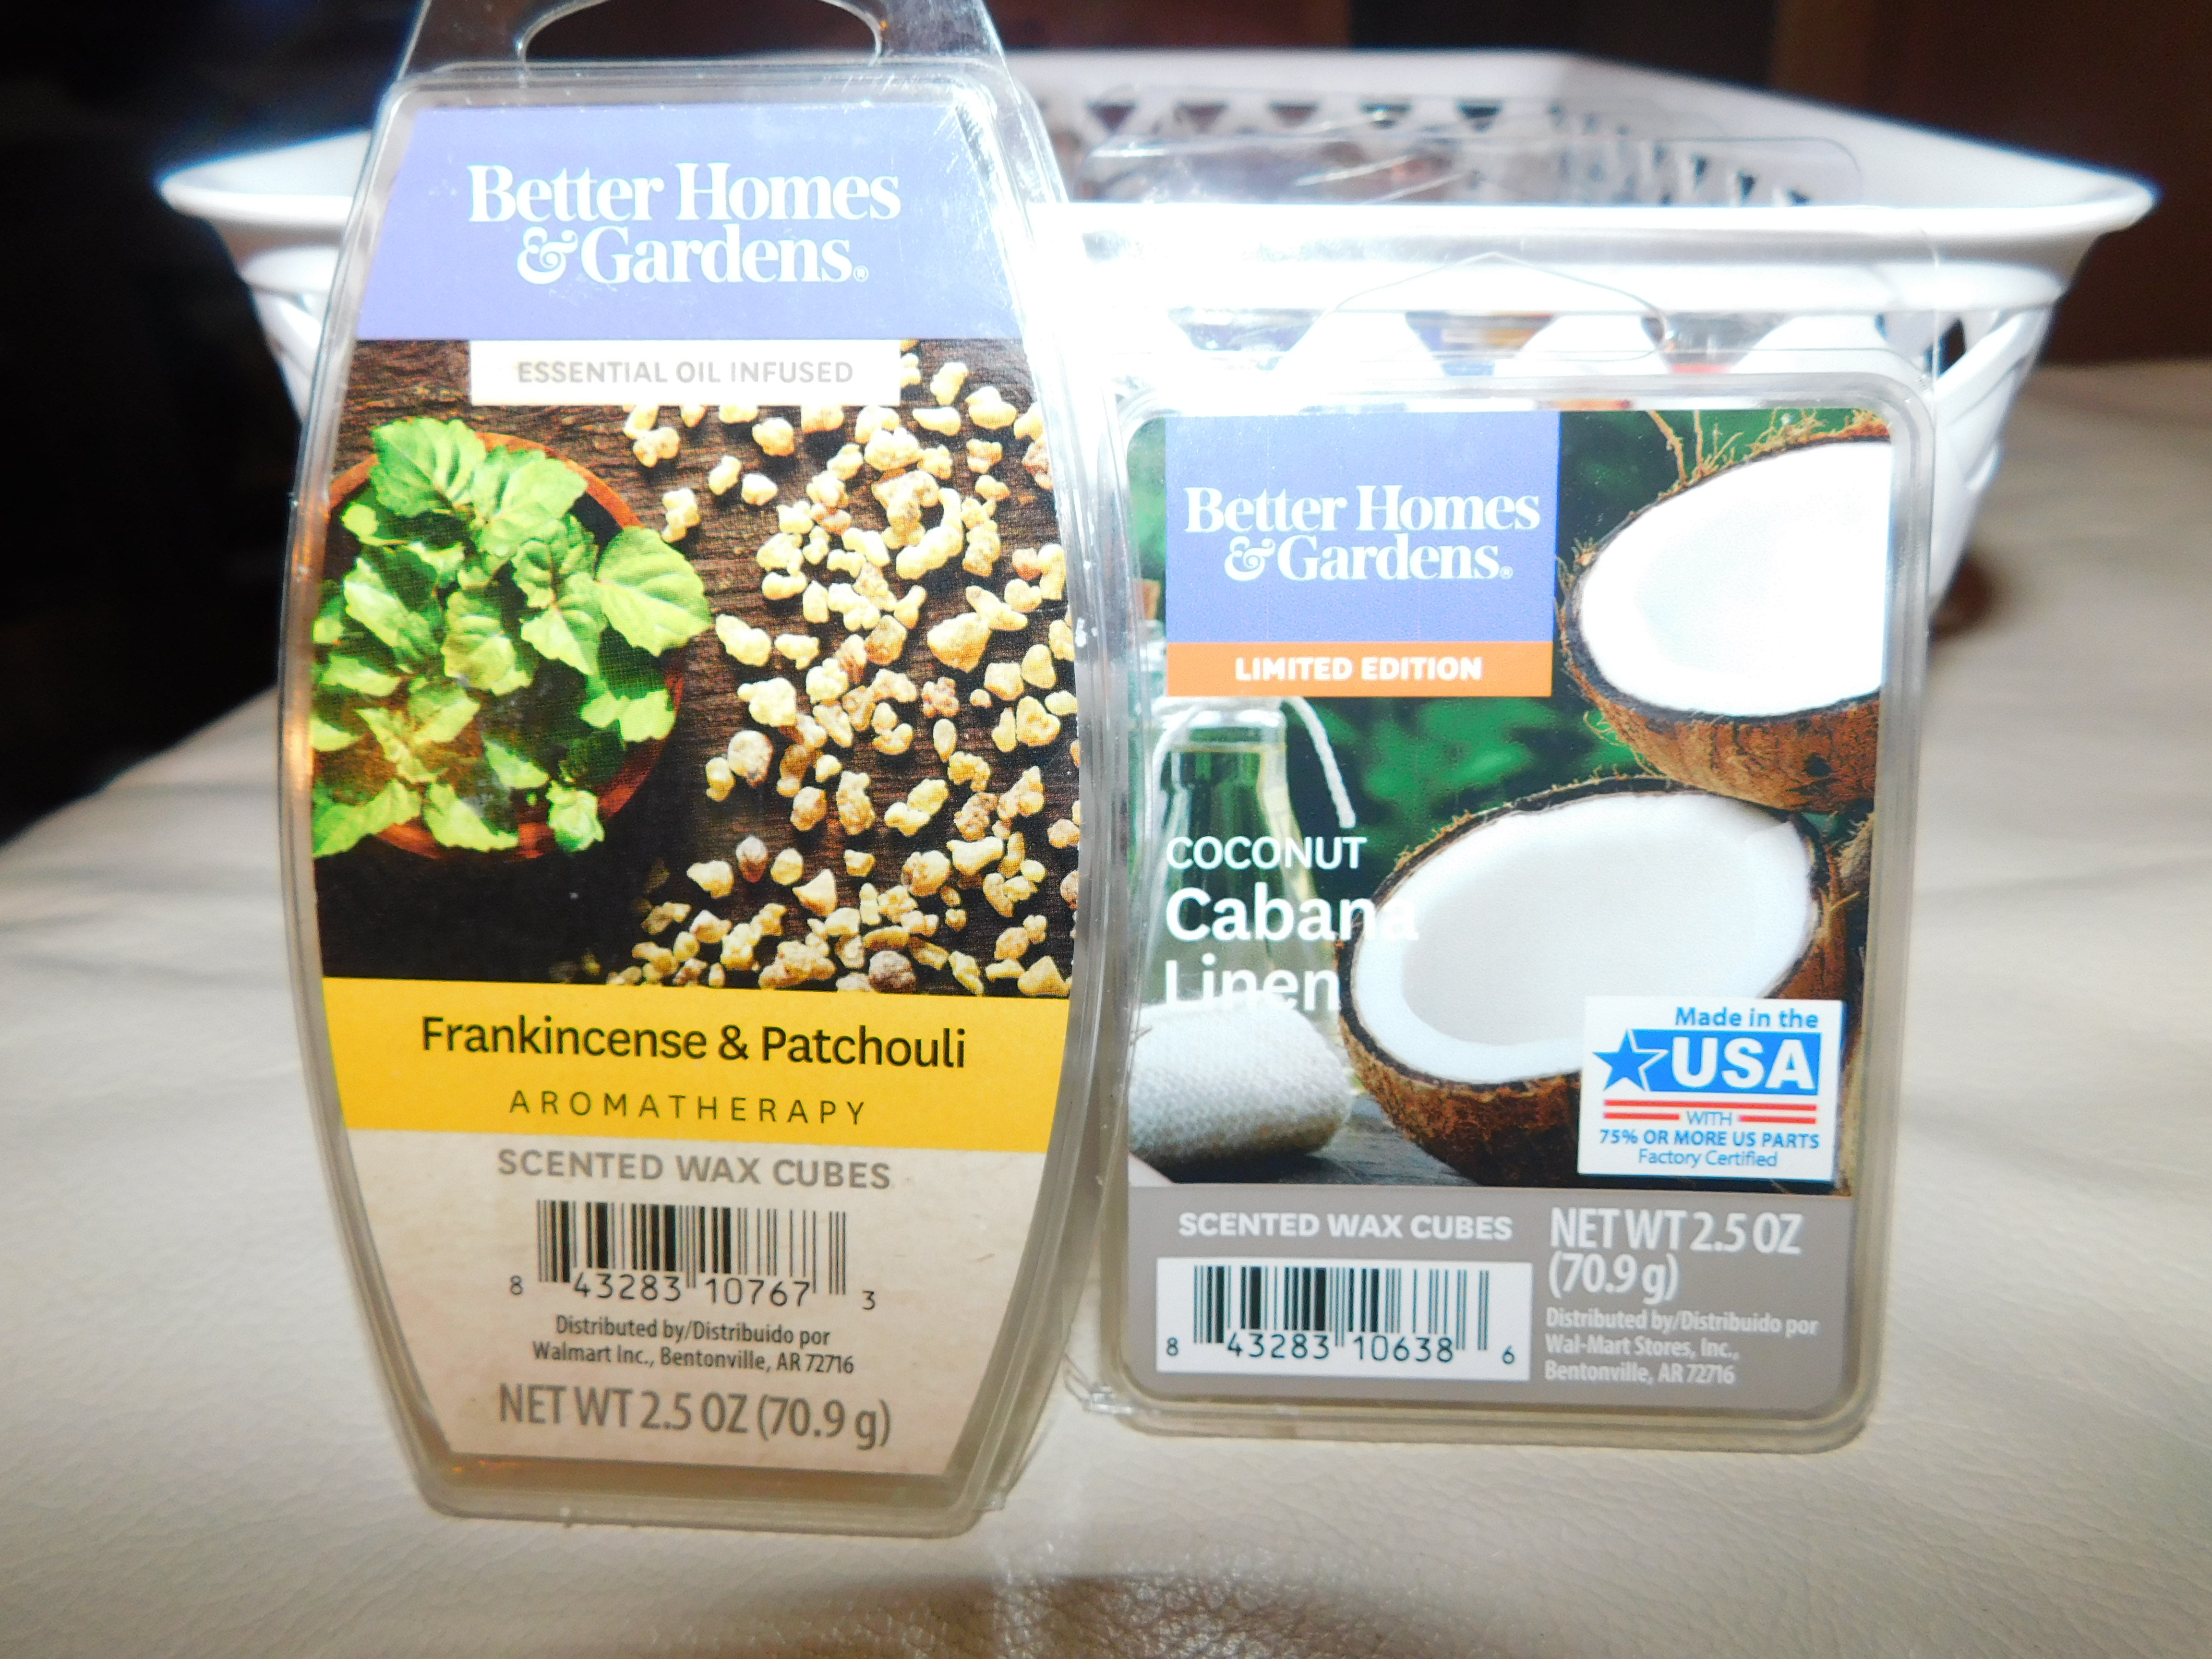 Better Homes
&Gardens®
ESSENTIAL OIL INFUSED
Frankincense & Patchouli
AROMATHERAPY
SCENTED WAX CUBES
8 43283 10767 3
Distributed by/Distribuido por
Walmart Inc., Bentonville, AR 72716
NET WT 2.5 OZ (70.9 g)
Better Homes
&Gardens®
LIMITED EDITION
COCONUT
Cabana
Linen
Made in the
USA
WITH
75% OR MORE US PARTS
Factory Certified
SCENTED WAX CUBES
8 43283 10638 6
NET WT 2.5 OZ
(70.9 g)
Distributed by/Distribuido por
Wal-Mart Stores, Inc.,
Bentonville, AR 72716